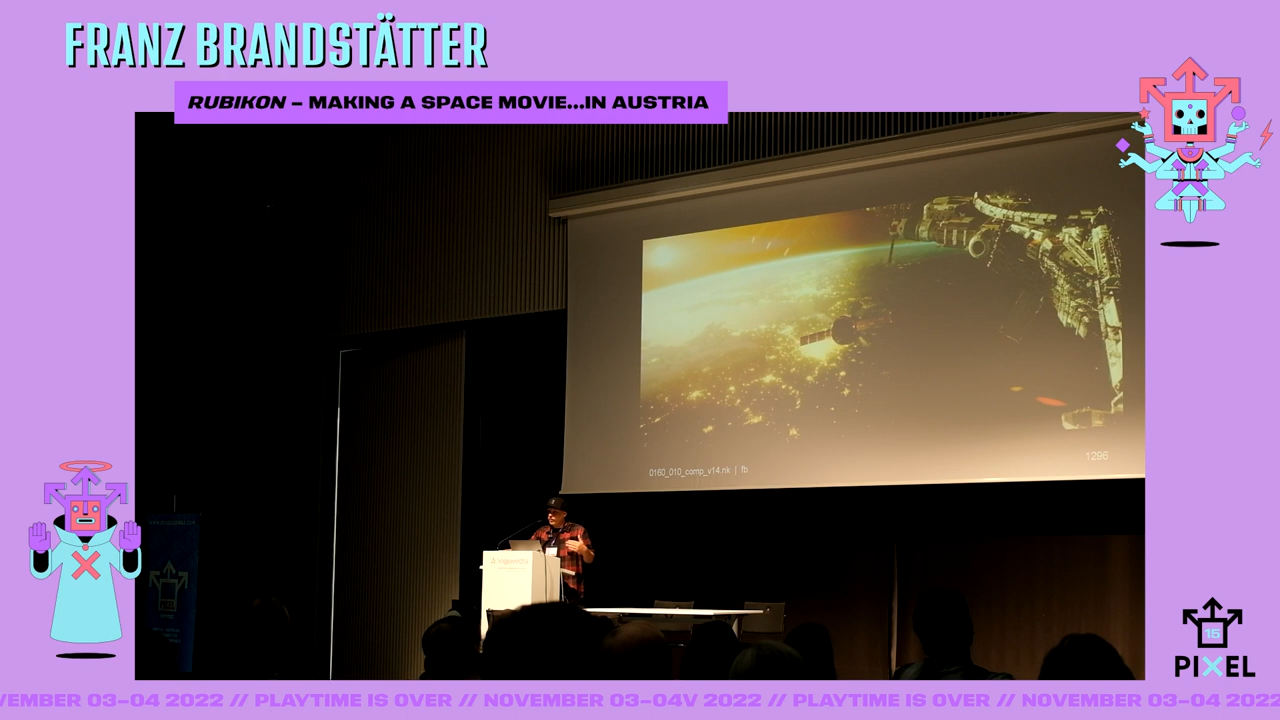 FRANZ BRANDSTÄTTER
RUBIKON – MAKING A SPACE MOVIE...IN AUSTRIA
1296
0160_010_comp_v14.nk | fb
15
PIXEL
VEMBER 03–04 2022 // PLAYTIME IS OVER // NOVEMBER 03–04V 2022 // PLAYTIME IS OVER // NOVEMBER 03–04 2022